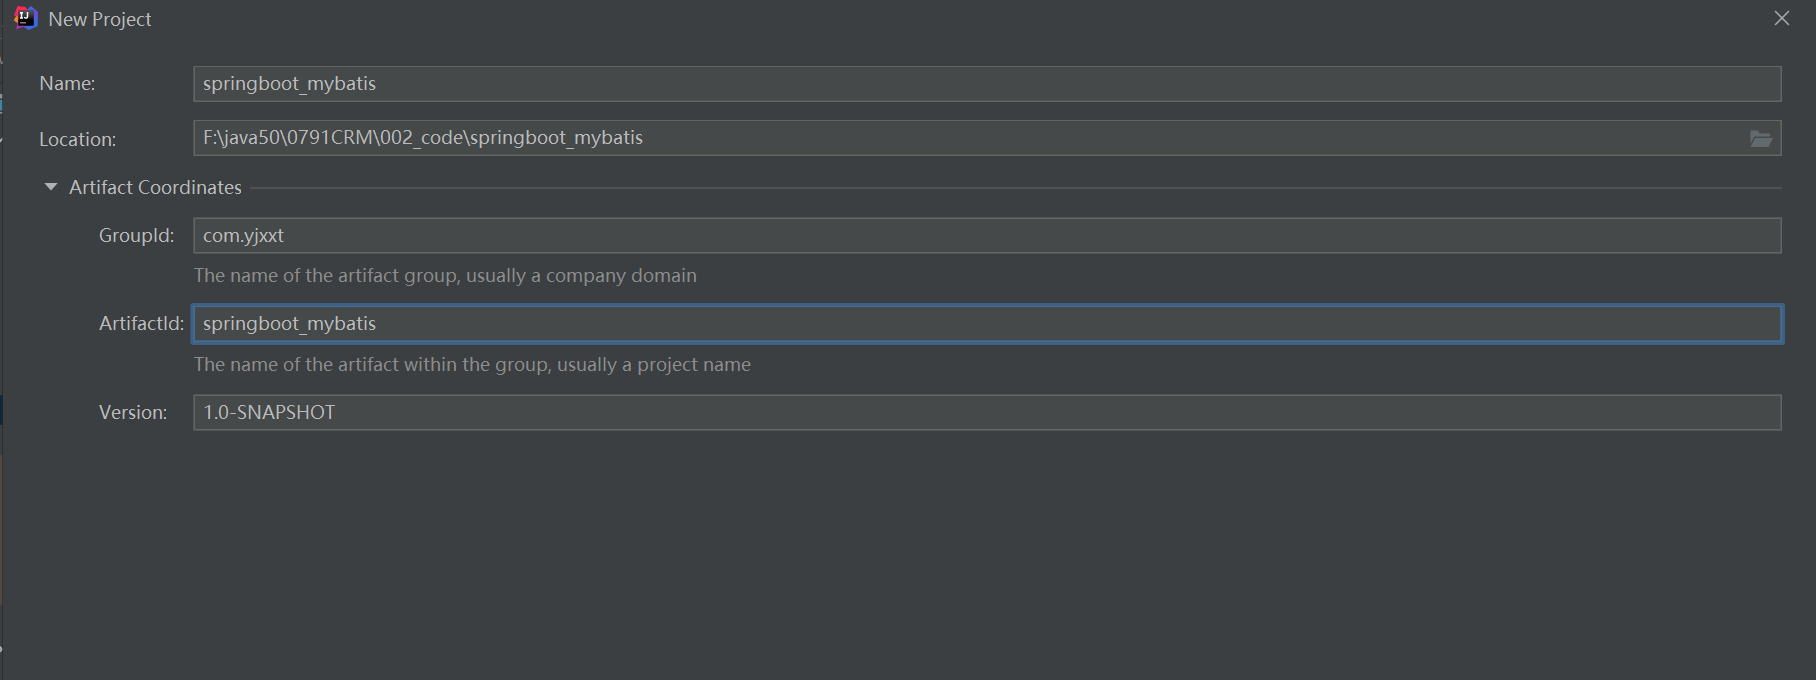 New Project
Name: springboot_mybatis
Location: F:\java50\0791CRM\002_code\springboot_mybatis
Artifact Coordinates
GroupId: com.yjxxt
The name of the artifact group, usually a company domain
ArtifactId: springboot_mybatis
The name of the artifact within the group, usually a project name
Version: 1.0-SNAPSHOT